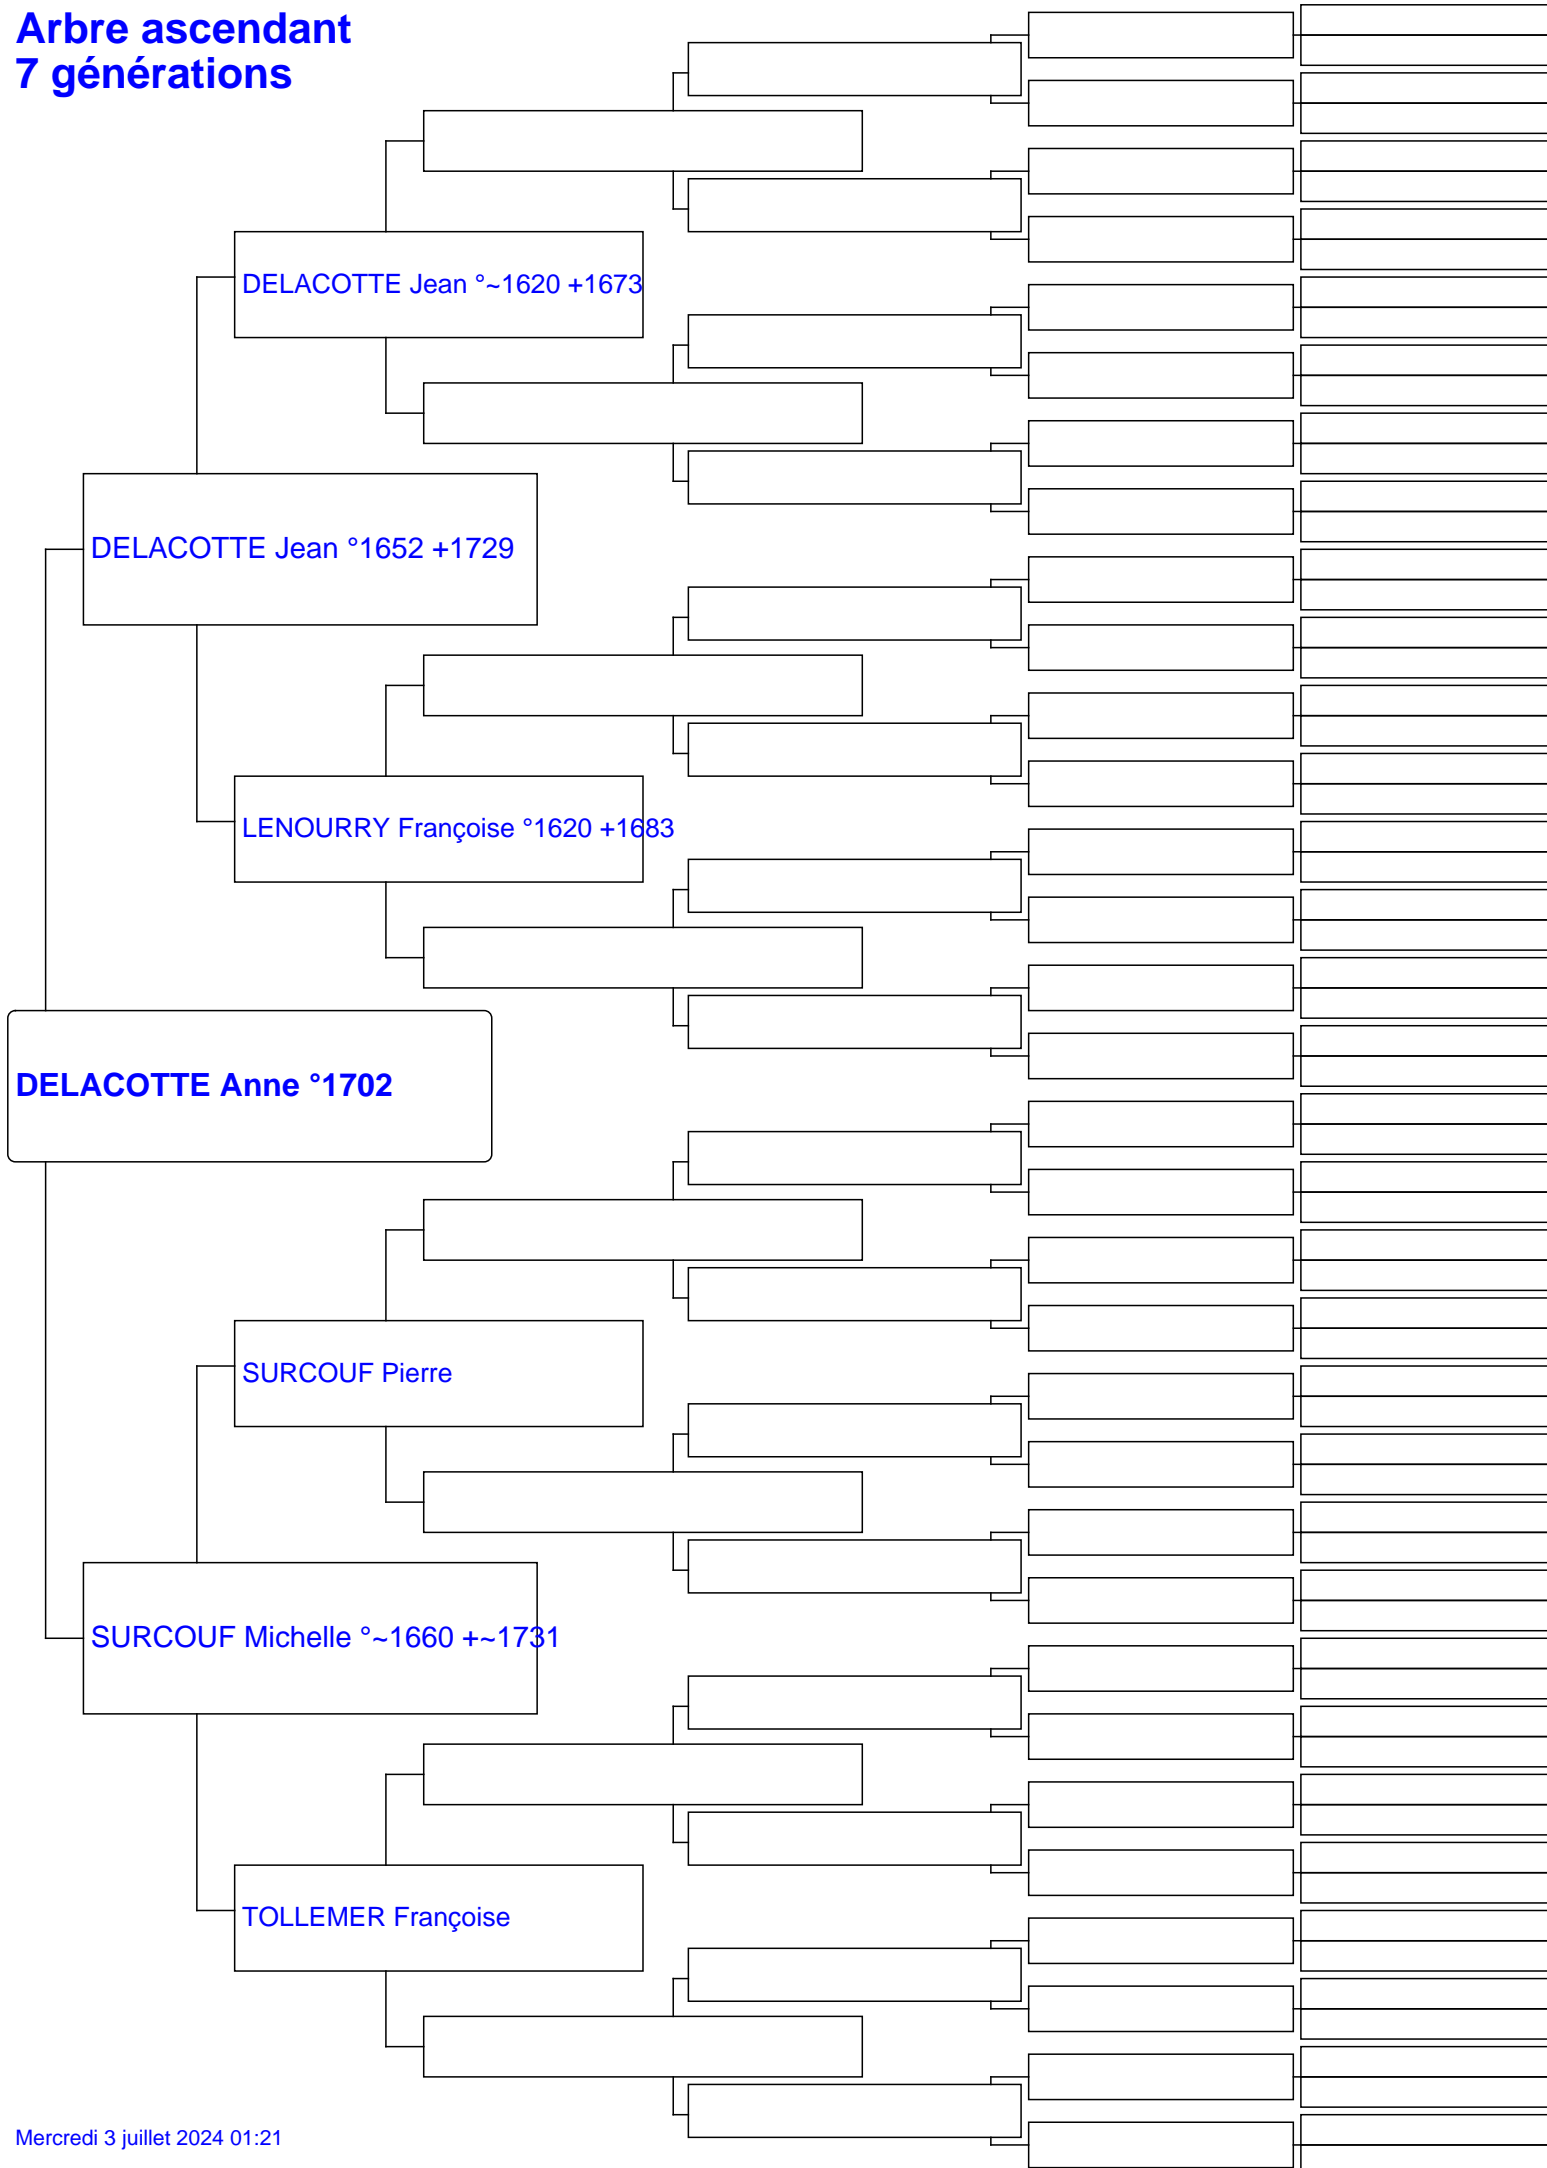 Arbre ascendant
7 générations
DELACOTTE Jean °~1620 +1673
DELACOTTE Jean °1652 +1729
LENOURRY Françoise °1620 +1683
DELACOTTE Anne °1702
SURCOUF Pierre
SURCOUF Michelle °~1660 +~1731
TOLLEMER Françoise
Mercredi 3 juillet 2024 01:21